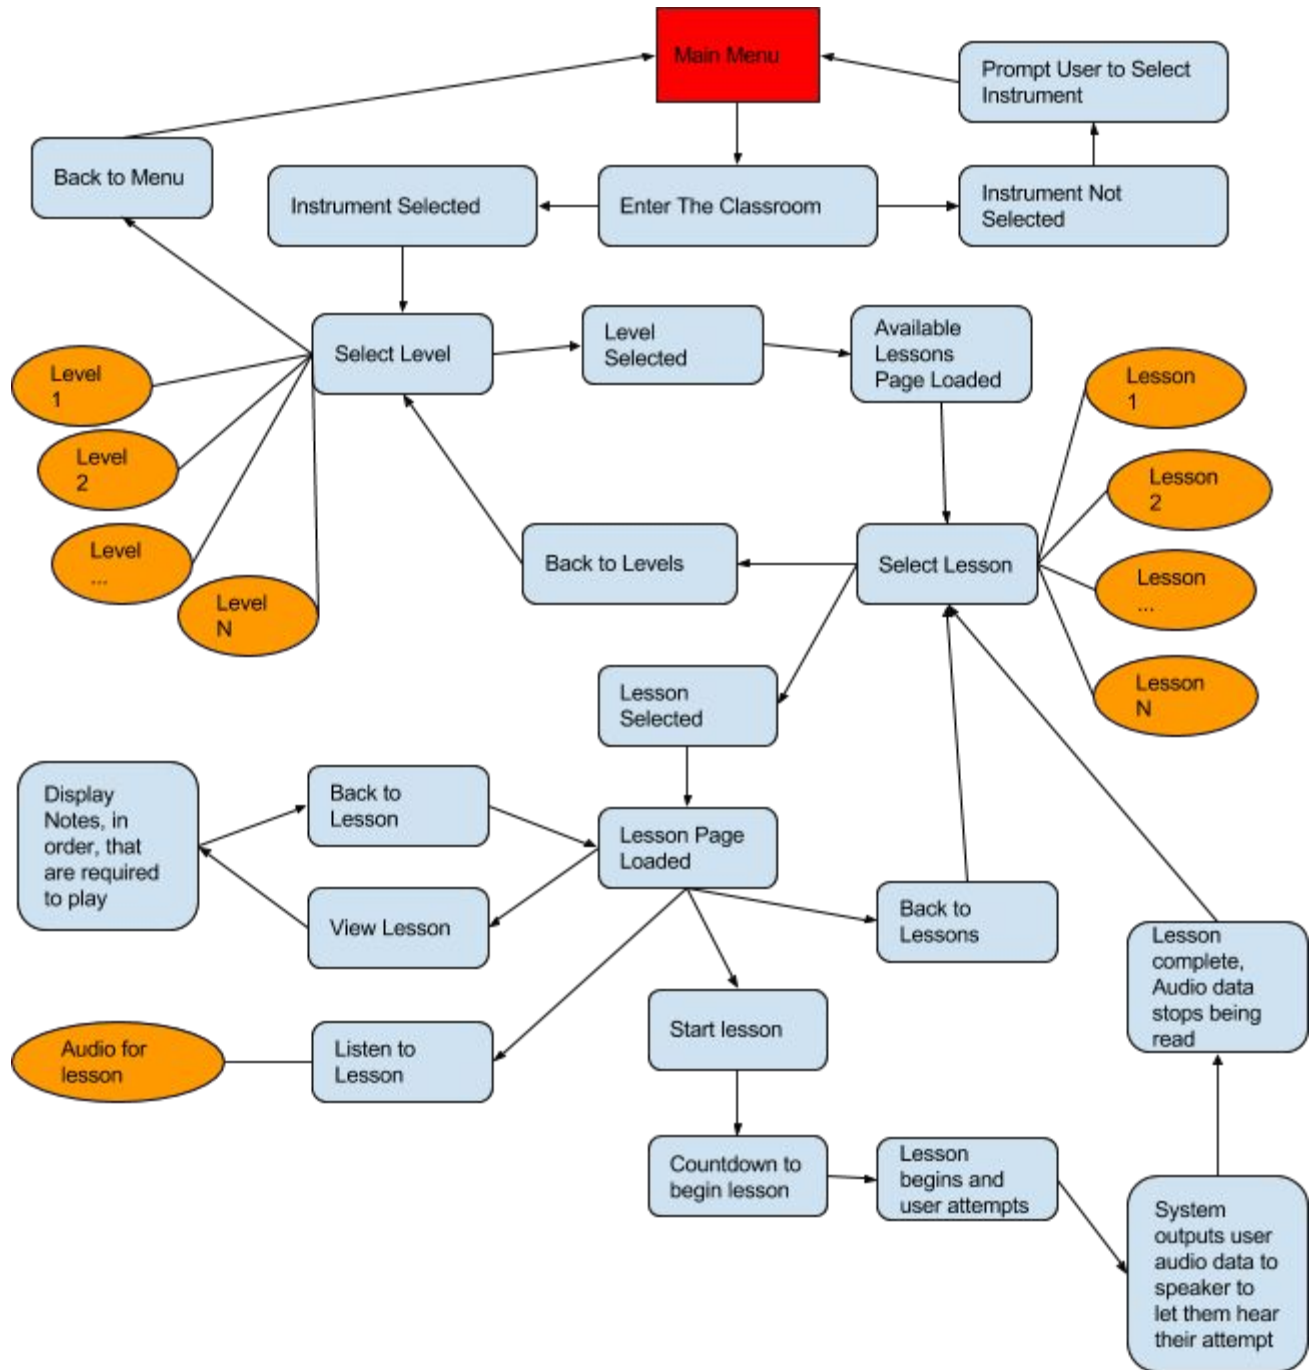 Main Menu
Prompt User to Select
Instrument
Back to Menu
Instrument Selected
Enter The Classroom
Instrument Not
Selected
Select Level
Level
Selected
Available
Lessons
Page Loaded
Level
1
Level
2
Level
...
Level
N
Lesson
1
Lesson
2
Lesson
...
Lesson
N
Back to Levels
Select Lesson
Lesson
Selected
Display
Notes, in
order, that
are required
to play
Back to
Lesson
Lesson Page
Loaded
View Lesson
Back to
Lessons
Lesson
complete,
Audio data
stops being
read
Audio for
lesson
Listen to
Lesson
Start lesson
Countdown to
begin lesson
Lesson
begins and
user attempts
System
outputs user
audio data to
speaker to
let them hear
their attempt